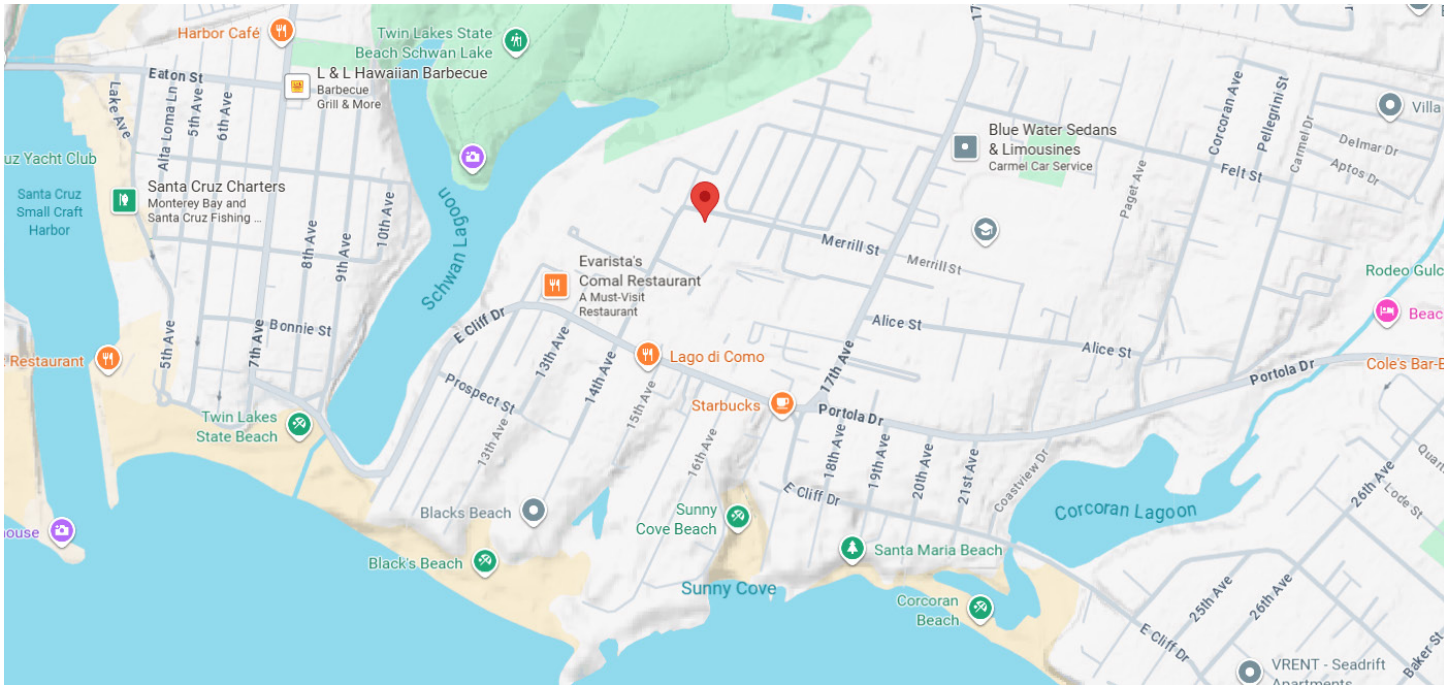 Harbor Café
Twin Lakes State
Beach Schwan Lake
L & L Hawaiian Barbecue
Barbecue
Grill & More
Eaton St
Lake Ave
Alta Loma Ln
5th Ave
6th Ave
uz Yacht Club
Santa Cruz
Small Craft
Harbor
Santa Cruz Charters
Monterey Bay and
Santa Cruz Fishing ...
8th Ave
9th Ave
10th Ave
Schwan Lagoon
17
Blue Water Sedans
& Limousines
Carmel Car Service
Corcoran Ave
Pellegrini St
Carmel Dr
Villa
Delmar Dr
Aptos Dr
Felt St
Paget Ave
Merrill St
Merrill St
Evarista's
Comal Restaurant
A Must-Visit
Restaurant
Rodeo Gulc
Beac
Bonnie St
5th Ave
7th Ave
E Cliff Dr
Restaurant
13th Ave
14th Ave
Lago di Como
Alice St
Alice St
17th Ave
Portola Dr
Cole's Bar-B
Prospect St
Starbucks
Portola Dr
Twin Lakes
State Beach
13th Ave
15th Ave
16th Ave
18th Ave
19th Ave
20th Ave
21st Ave
Coastview Dr
26th Ave
Lode St
E Cliff Dr
Blacks Beach
Sunny
Cove Beach
Corcoran Lagoon
ouse
Black's Beach
Santa Maria Beach
Sunny Cove
Corcoran
Beach
25th Ave
26th Ave
E Cliff Dr
Baker St
VRENT - Seadrift
Apartments